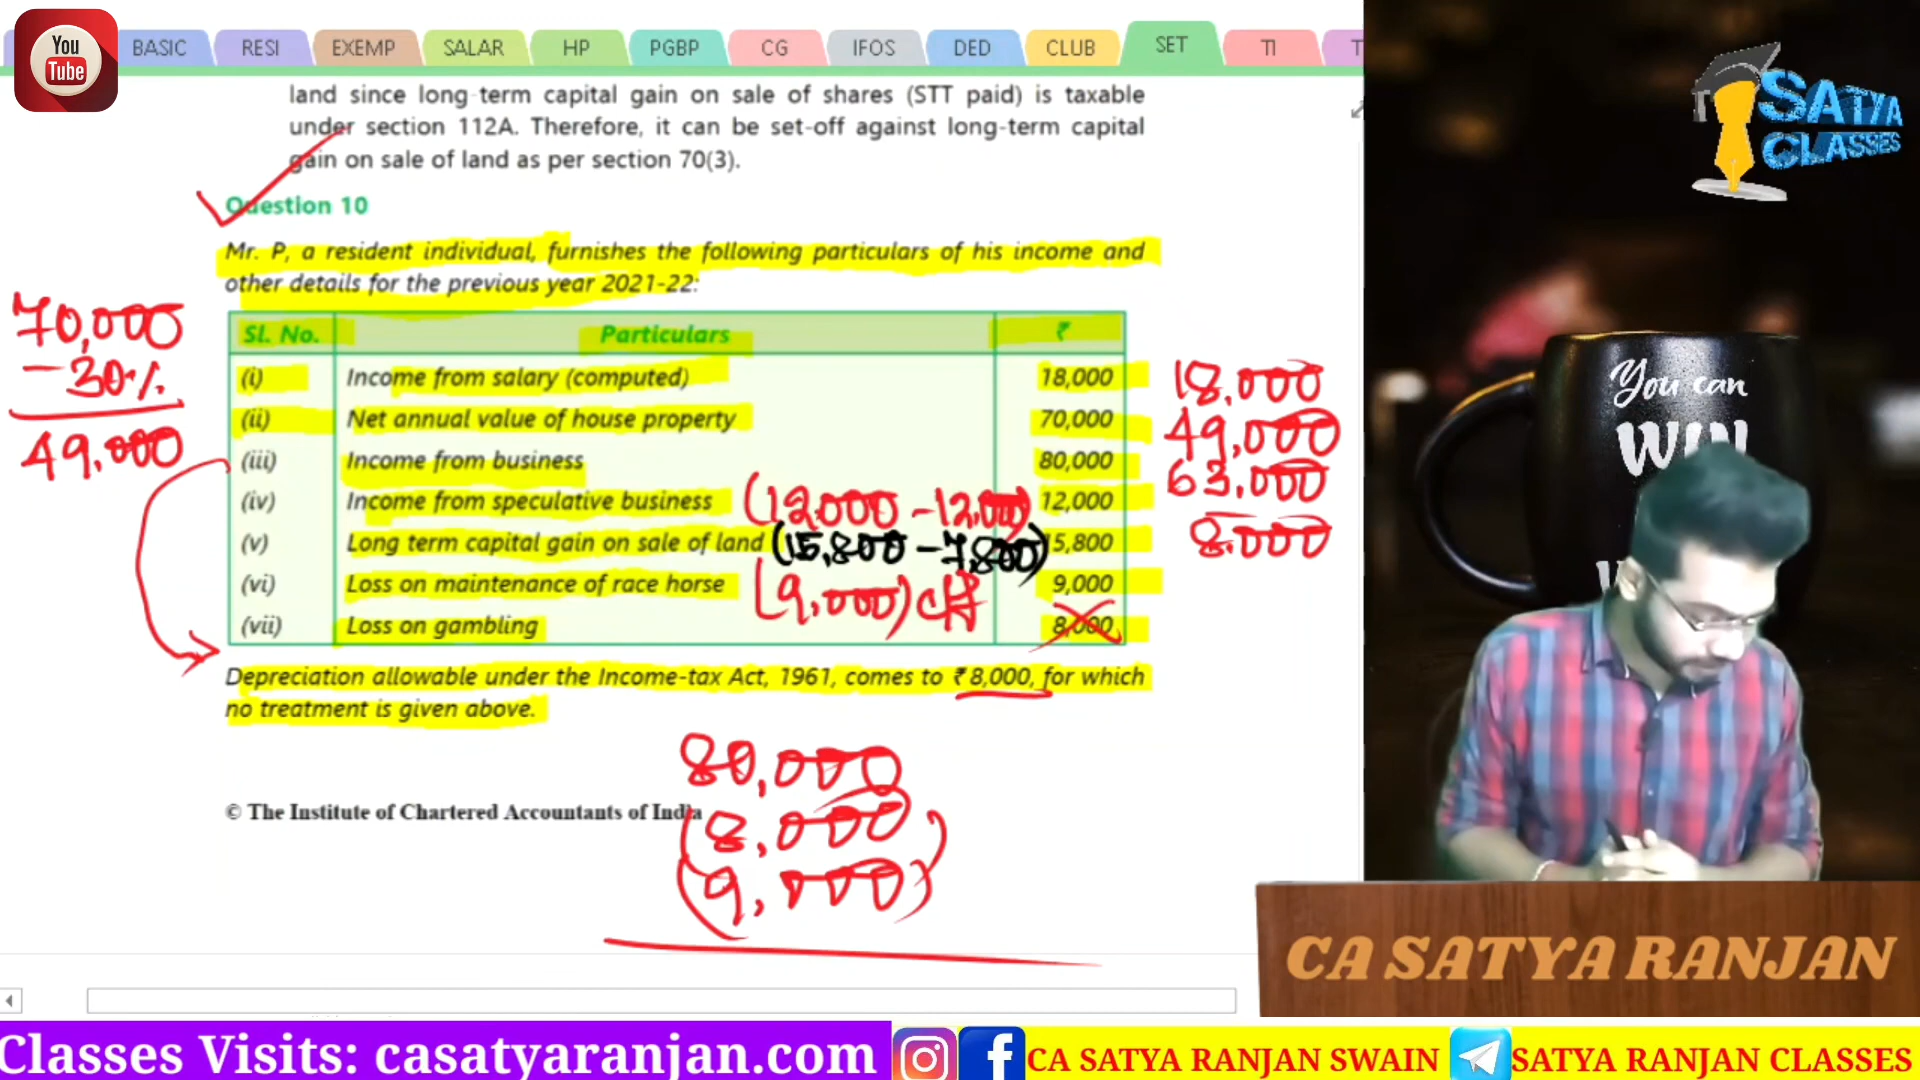 You Tube
BASIC RESI EXEMP SALAR HP PGBP CG IFOS DED CLUB SET TI T
SATYA
CLASSES
land since long term capital gain on sale of shares (STT paid) is taxable
under section 112A. Therefore, it can be set-off against long-term capital
gain on sale of land as per section 70(3).
Question 10
Mr. P, a resident individual, furnishes the following particulars of his income and
other details for the previous year 2021-22:
70,000
- 30%
49,000
Sl. No. Particulars ₹
(i) Income from salary (computed) 18,000
(ii) Net annual value of house property 70,000
(iii) Income from business 80,000
(iv) Income from speculative business (12,000 - 12,000) 12,000
(v) Long term capital gain on sale of land (15,800 - 7,800) 15,800
(vi) Loss on maintenance of race horse (9,000) c/f 9,000
(vii) Loss on gambling 8,000
18,000
49,000
63,000
8,000
Depreciation allowable under the Income-tax Act, 1961, comes to ₹ 8,000, for which
no treatment is given above.
80,000
(8,000)
(9,000)
© The Institute of Chartered Accountants of India
You can
WIN
CA SATYA RANJAN
Classes Visits: casatyaranjan.com
CA SATYA RANJAN SWAIN
SATYA RANJAN CLASSES